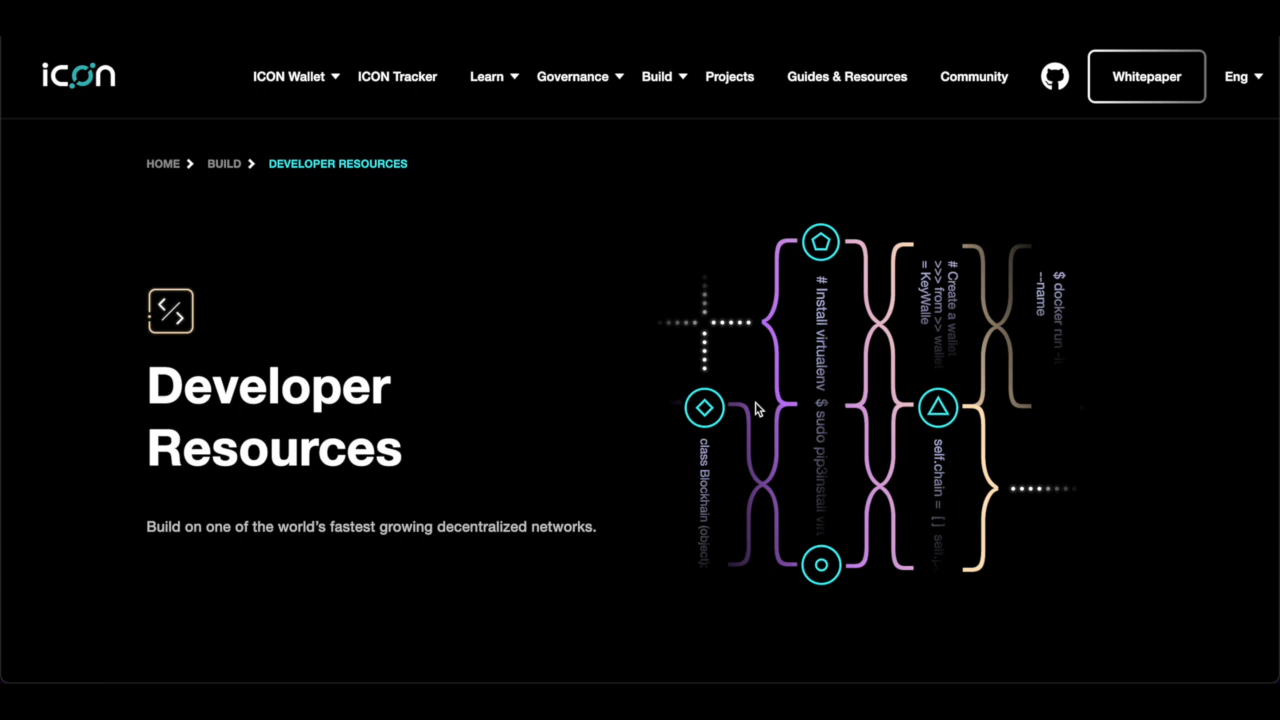 icon
ICON Wallet
ICON Tracker
Learn
Governance
Build
Projects
Guides & Resources
Community
Whitepaper
Eng
HOME
BUILD
DEVELOPER RESOURCES
Developer
Resources
Build on one of the world's fastest growing decentralized networks.
class Blockhain (object):
# Install virtualenv $ sudo pip3install
# Create a wallet
>>> from >> wallet
= KeyWalle
self.chain = [ ]
$ docker run
--name